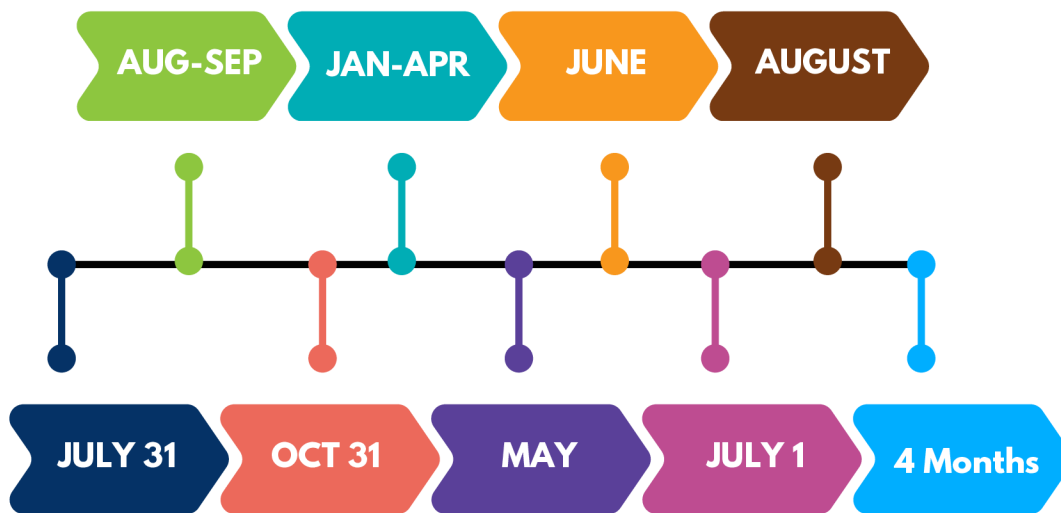 AUG-SEP
JAN-APR
JUNE
AUGUST
JULY 31
OCT 31
MAY
JULY 1
4 Months